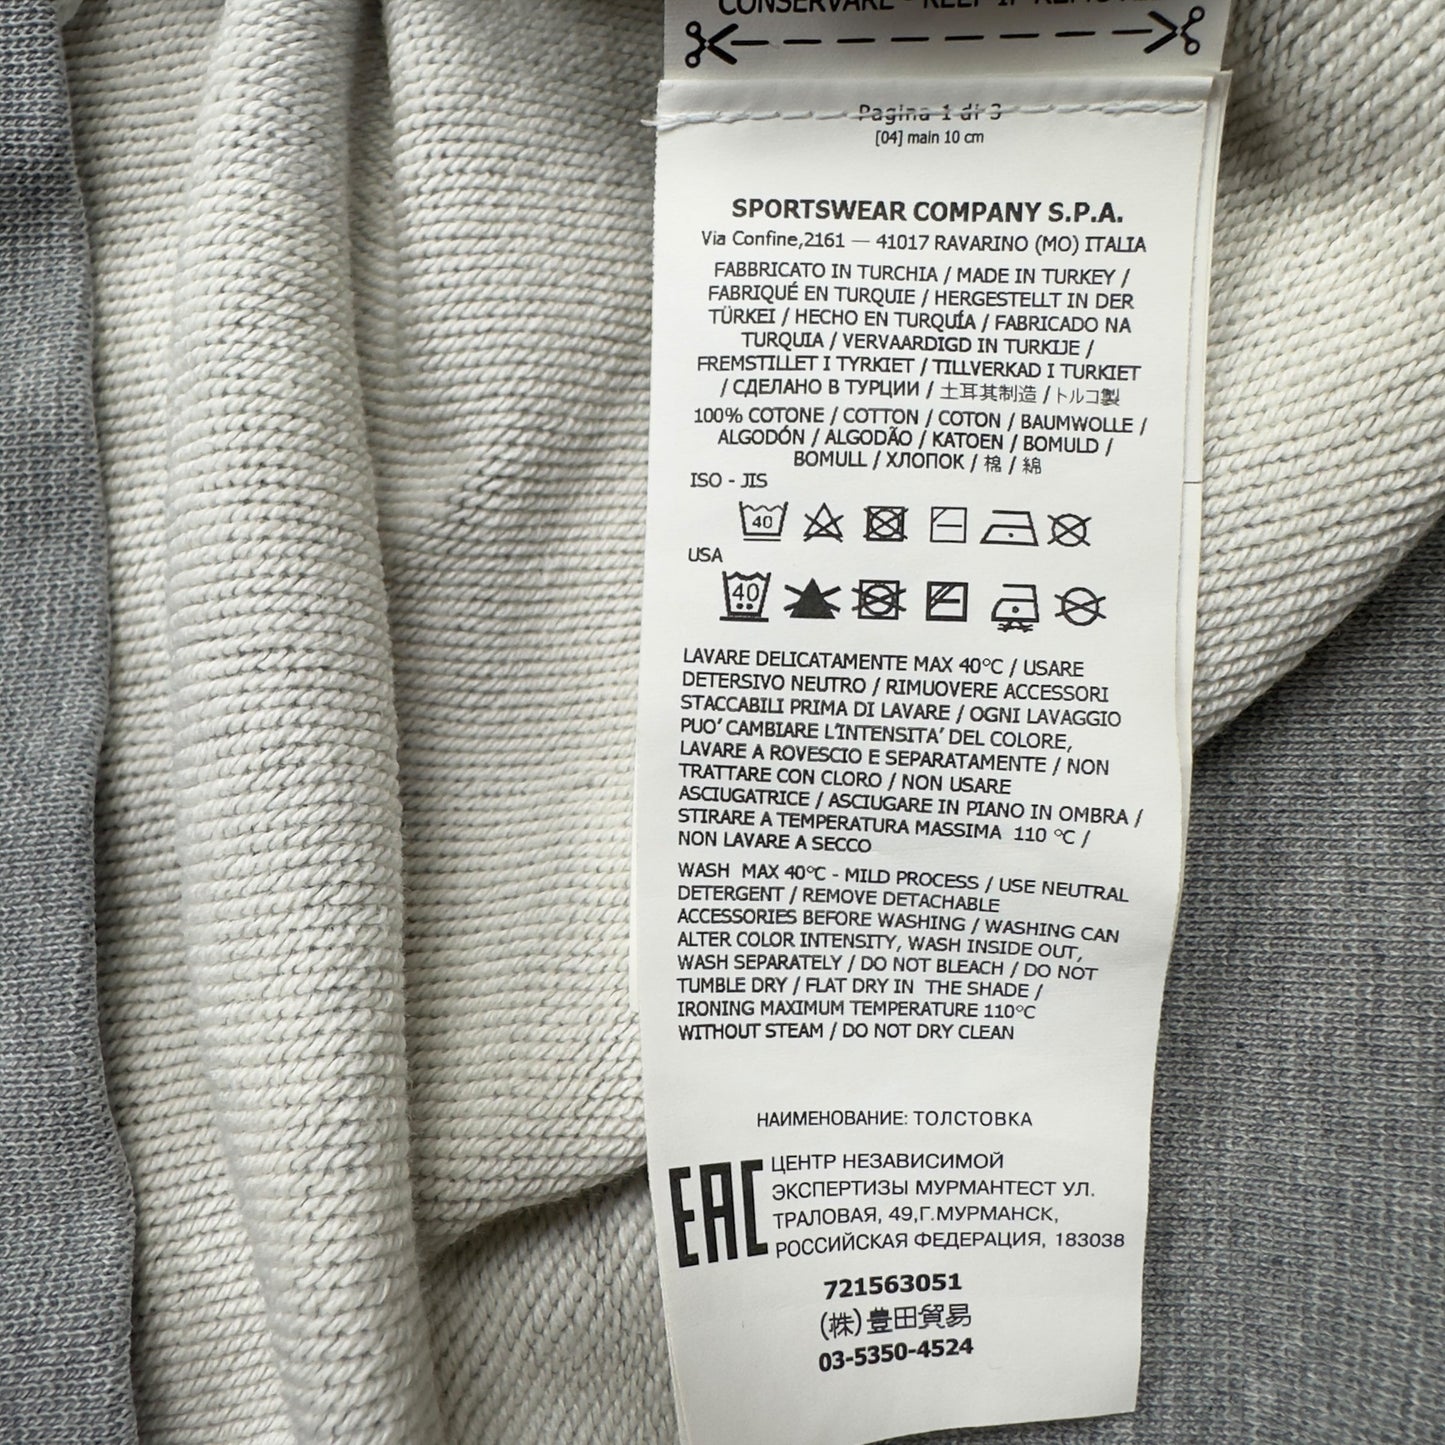 CONSERVARE - KEEP IF REMOVED
Pagina 1 di 3
[04] main 10 cm
SPORTSWEAR COMPANY S.P.A.
Via Confine,2161 — 41017 RAVARINO (MO) ITALIA
FABBRICATO IN TURCHIA / MADE IN TURKEY /
FABRIQUÉ EN TURQUIE / HERGESTELLT IN DER
TÜRKEI / HECHO EN TURQUÍA / FABRICADO NA
TURQUIA / VERVAARDIGD IN TURKIJE /
FREMSTILLET I TYRKIET / TILLVERKAD I TURKIET
/ СДЕЛАНО В ТУРЦИИ / 土耳其制造 / トルコ製
100% COTONE / COTTON / COTON / BAUMWOLLE /
ALGODÓN / ALGODÃO / KATOEN / BOMULD /
BOMULL / ХЛОПОК / 棉 / 綿
ISO - JIS
40
USA
40
LAVARE DELICATAMENTE MAX 40°C / USARE
DETERSIVO NEUTRO / RIMUOVERE ACCESSORI
STACCABILI PRIMA DI LAVARE / OGNI LAVAGGIO
PUO' CAMBIARE L'INTENSITA' DEL COLORE,
LAVARE A ROVESCIO E SEPARATAMENTE / NON
TRATTARE CON CLORO / NON USARE
ASCIUGATRICE / ASCIUGARE IN PIANO IN OMBRA /
STIRARE A TEMPERATURA MASSIMA 110 °C /
NON LAVARE A SECCO
WASH MAX 40°C - MILD PROCESS / USE NEUTRAL
DETERGENT / REMOVE DETACHABLE
ACCESSORIES BEFORE WASHING / WASHING CAN
ALTER COLOR INTENSITY, WASH INSIDE OUT,
WASH SEPARATELY / DO NOT BLEACH / DO NOT
TUMBLE DRY / FLAT DRY IN THE SHADE /
IRONING MAXIMUM TEMPERATURE 110°C
WITHOUT STEAM / DO NOT DRY CLEAN
НАИМЕНОВАНИЕ: ТОЛСТОВКА
EAC
ЦЕНТР НЕЗАВИСИМОЙ
ЭКСПЕРТИЗЫ МУРМАНТЕСТ УЛ.
ТРАЛОВАЯ, 49,Г.МУРМАНСК,
РОССИЙСКАЯ ФЕДЕРАЦИЯ, 183038
721563051
(株)豊田貿易
03-5350-4524